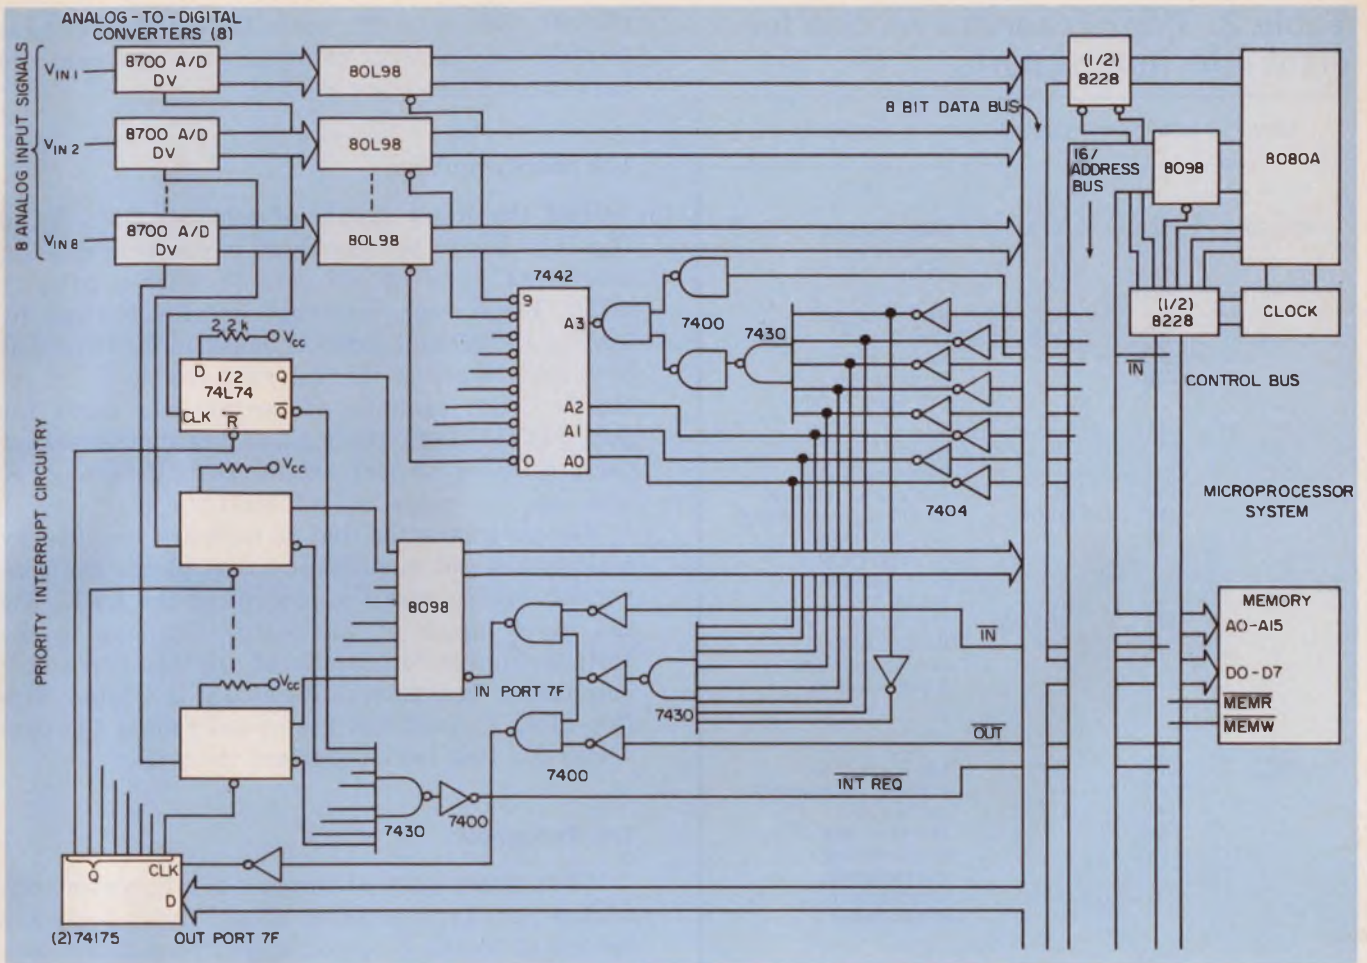 ANALOG-TO-DIGITAL
CONVERTERS (8)
8 ANALOG INPUT SIGNALS
VIN 1
8700 A/D
DV
80L98
VIN 2
8700 A/D
DV
80L98
VIN 8
8700 A/D
DV
80L98
8 BIT DATA BUS
(1/2)
8228
16/
ADDRESS
BUS
8098
8080A
(1/2)
8228
CLOCK
IN
CONTROL BUS
7442
9
A3
A2
A1
A0
0
7400
7430
7404
2.2k
VCC
D
1/2
74L74
Q
Q
CLK
R
VCC
VCC
PRIORITY INTERRUPT CIRCUITRY
8098
IN PORT 7F
7430
7400
IN
OUT
INT REQ
7430
7400
MICROPROCESSOR
SYSTEM
MEMORY
A0-A15
D0-D7
MEMR
MEMW
Q
CLK
D
(2)74175
OUT PORT 7F